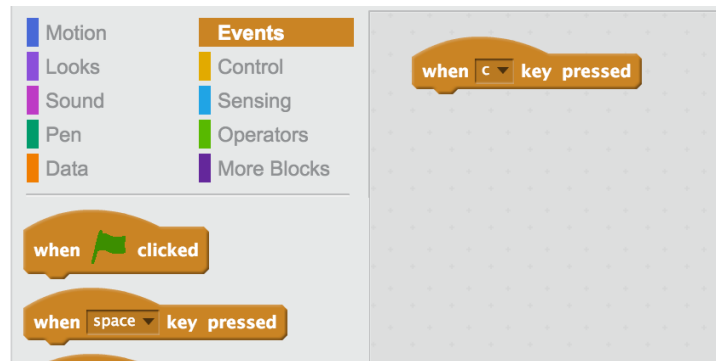 Motion
Events
Looks
Control
Sound
Sensing
Pen
Operators
Data
More Blocks
when clicked
when space key pressed
when c key pressed